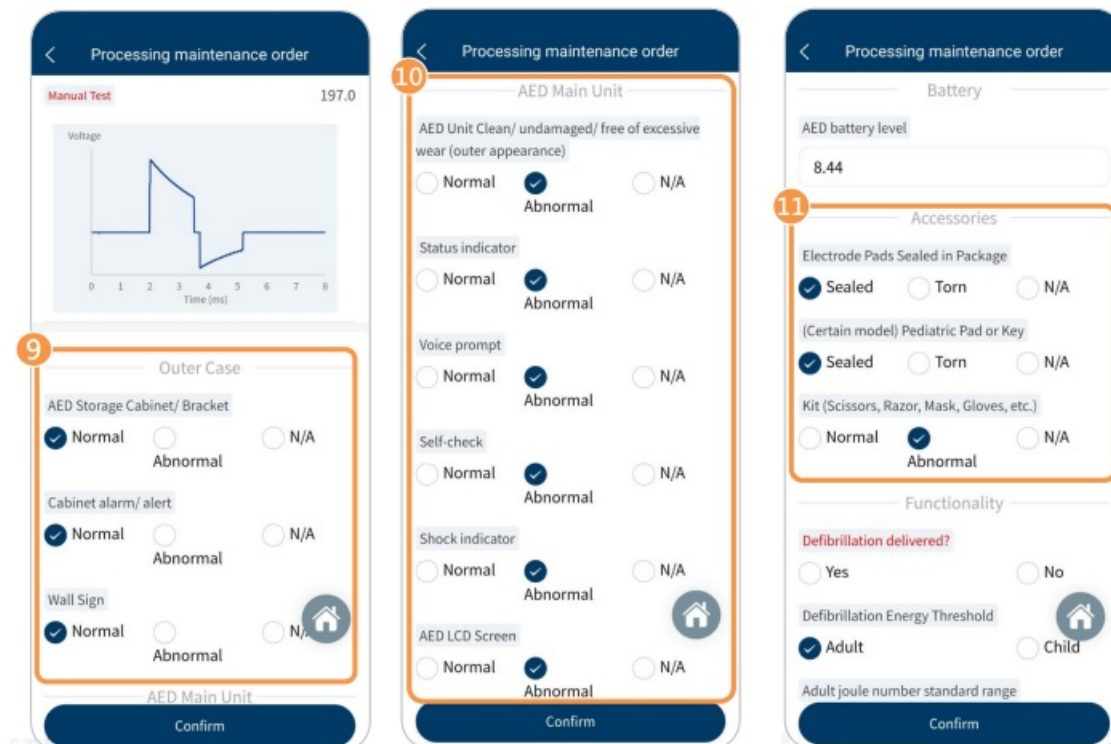 Processing maintenance order
Manual Test 197.0
Voltage
0 1 2 3 4 5 6 7 8
Time (ms)
9
Outer Case
AED Storage Cabinet/ Bracket
Normal Abnormal N/A
Cabinet alarm/ alert
Normal Abnormal N/A
Wall Sign
Normal Abnormal N/
AED Main Unit
Confirm
Processing maintenance order
10
AED Main Unit
AED Unit Clean/ undamaged/ free of excessive
wear (outer appearance)
Normal Abnormal N/A
Status indicator
Normal Abnormal N/A
Voice prompt
Normal Abnormal N/A
Self-check
Normal Abnormal N/A
Shock indicator
Normal Abnormal N/A
AED LCD Screen
Normal Abnormal N/A
Confirm
Processing maintenance order
Battery
AED battery level
8.44
11
Accessories
Electrode Pads Sealed in Package
Sealed Torn N/A
(Certain model) Pediatric Pad or Key
Sealed Torn N/A
Kit (Scissors, Razor, Mask, Gloves, etc.)
Normal Abnormal N/A
Functionality
Defibrillation delivered?
Yes No
Defibrillation Energy Threshold
Adult Child
Adult joule number standard range
Confirm